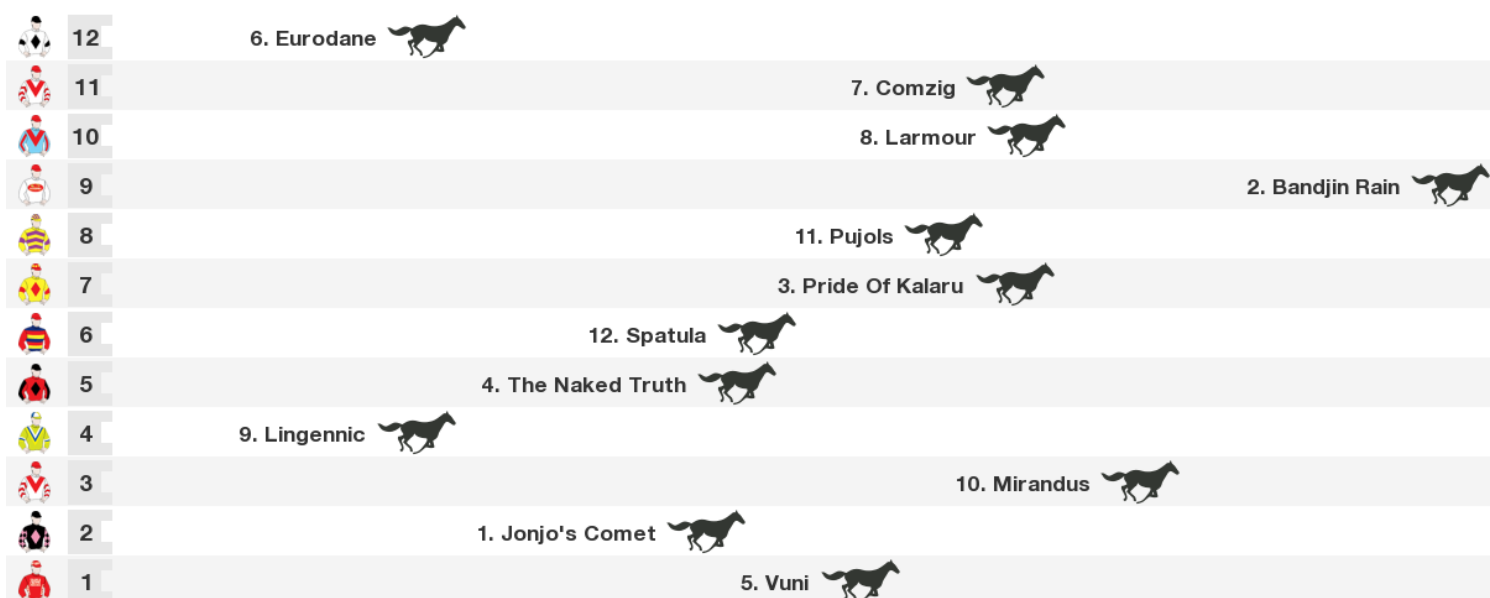 12 6. Eurodane
11 7. Comzig
10 8. Larmour
9 2. Bandjin Rain
8 11. Pujols
7 3. Pride Of Kalaru
6 12. Spatula
5 4. The Naked Truth
4 9. Lingennic
3 10. Mirandus
2 1. Jonjo's Comet
1 5. Vuni